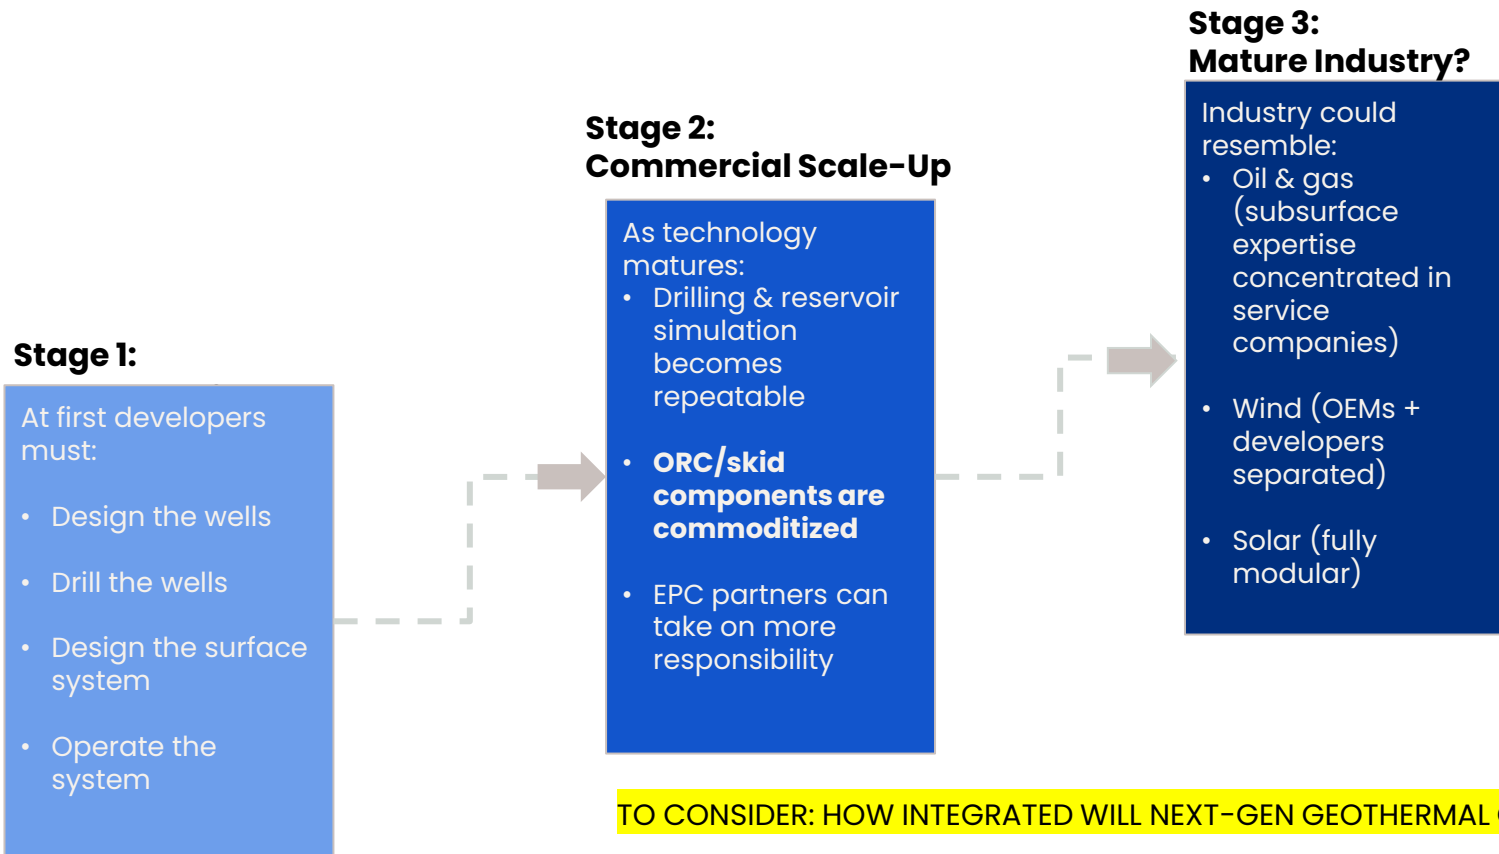 Stage 1:
At first developers
must:
• Design the wells
• Drill the wells
• Design the surface
system
• Operate the
system
Stage 2:
Commercial Scale-Up
As technology
matures:
• Drilling & reservoir
simulation
becomes
repeatable
• ORC/skid
components are
commoditized
• EPC partners can
take on more
responsibility
Stage 3:
Mature Industry?
Industry could
resemble:
• Oil & gas
(subsurface
expertise
concentrated in
service
companies)
• Wind (OEMs +
developers
separated)
• Solar (fully
modular)
TO CONSIDER: HOW INTEGRATED WILL NEXT-GEN GEOTHERMAL